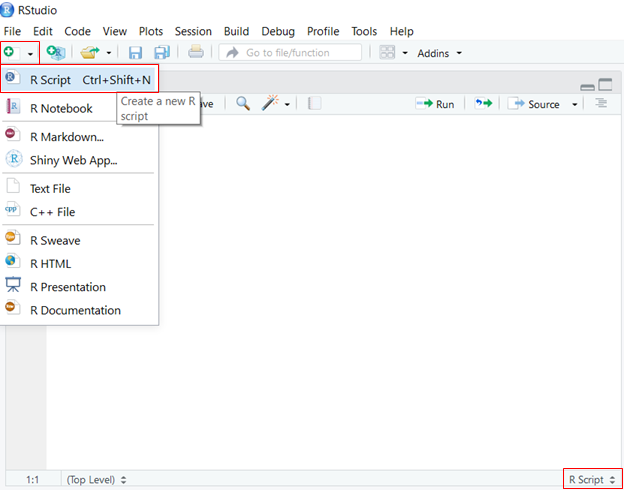 RStudio
File Edit Code View Plots Session Build Debug Profile Tools Help
Go to file/function Addins
R Script Ctrl+Shift+N
Create a new R
script
R Notebook
Run Source
R Markdown...
Shiny Web App...
Text File
C++ File
R Sweave
R HTML
R Presentation
R Documentation
1:1 (Top Level) R Script